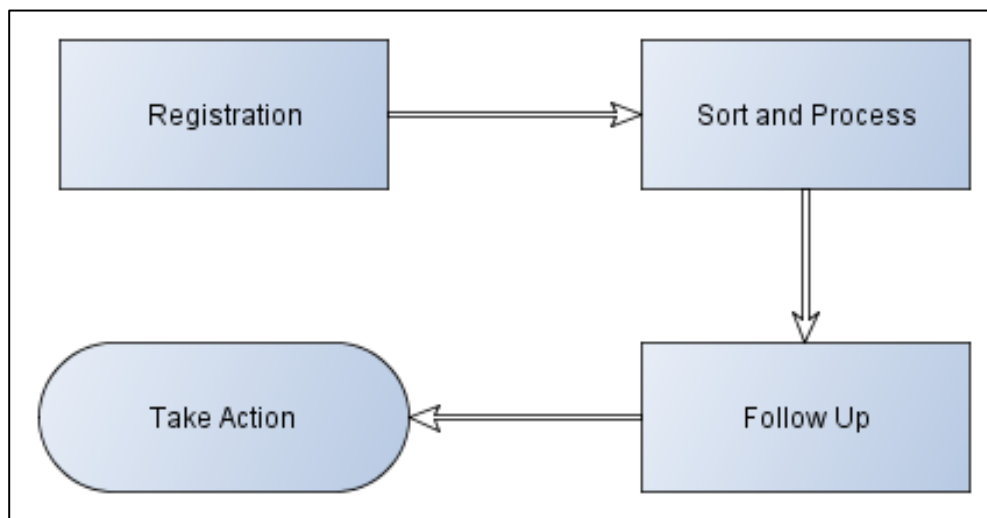 Registration
Sort and Process
Follow Up
Take Action